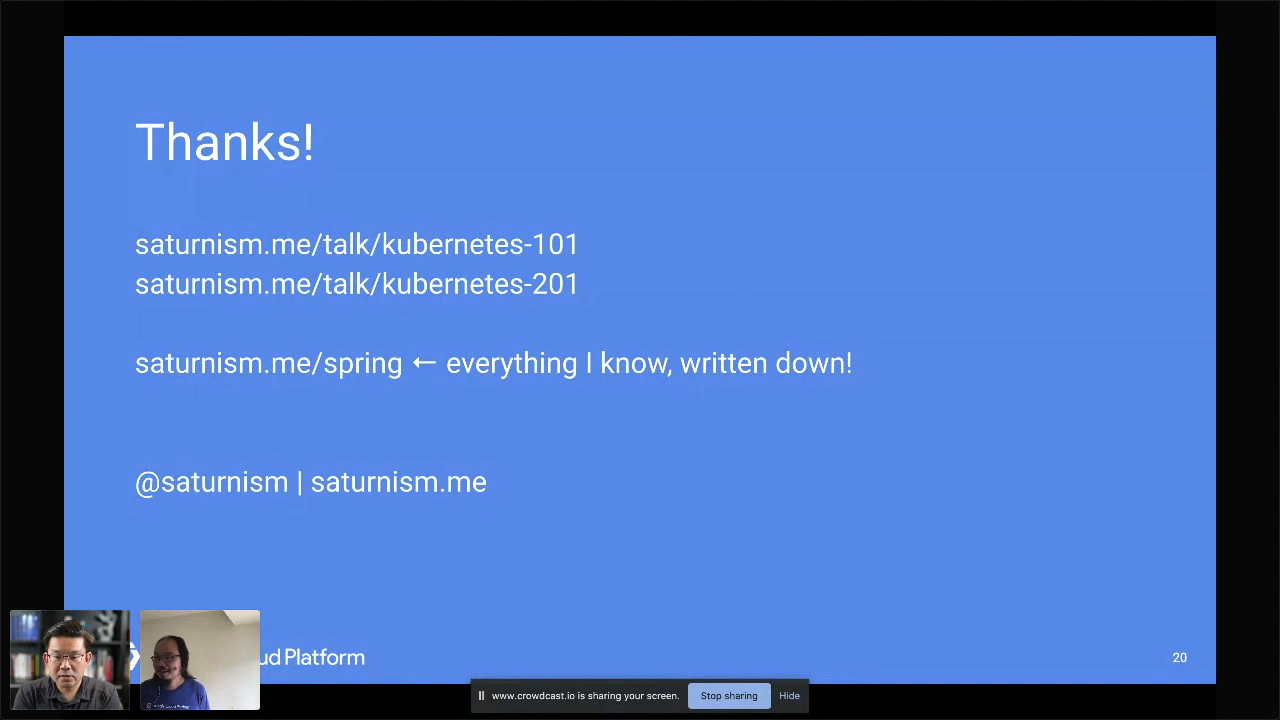 Thanks!
saturnism.me/talk/kubernetes-101
saturnism.me/talk/kubernetes-201
saturnism.me/spring ← everything I know, written down!
@saturnism | saturnism.me
ud Platform
20
www.crowdcast.io is sharing your screen.
Stop sharing
Hide